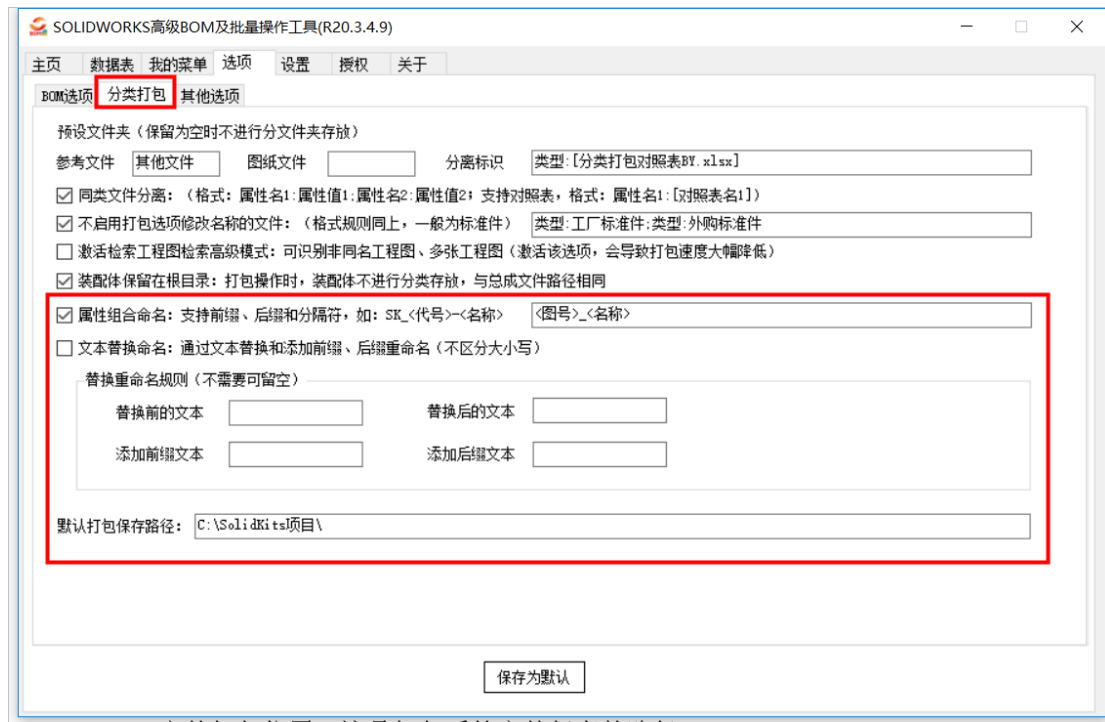 SOLIDWORKS高级BOM及批量操作工具(R20.3.4.9)
主页 数据表 我的菜单 选项 设置 授权 关于
BOM选项 分类打包 其他选项
预设文件夹（保留为空时不进行分文件夹存放）
参考文件 其他文件 图纸文件 分离标识 类型:[分类打包对照表BY.xlsx]
同类文件分离：（格式：属性名1:属性值1;属性名2:属性值2；支持对照表，格式：属性名1:[对照表名1]）
不启用打包选项修改名称的文件：（格式规则同上，一般为标准件） 类型:工厂标准件;类型:外购标准件
激活检索工程图检索高级模式：可识别非同名工程图、多张工程图（激活该选项，会导致打包速度大幅降低）
装配体保留在根目录：打包操作时，装配体不进行分类存放，与总成文件路径相同
属性组合命名：支持前缀、后缀和分隔符，如：SK_<代号>-<名称> <图号>_<名称>
文本替换命名：通过文本替换和添加前缀、后缀重命名（不区分大小写）
替换重命名规则（不需要可留空）
替换前的文本 替换后的文本
添加前缀文本 添加后缀文本
默认打包保存路径： C:\SolidKits项目\
保存为默认